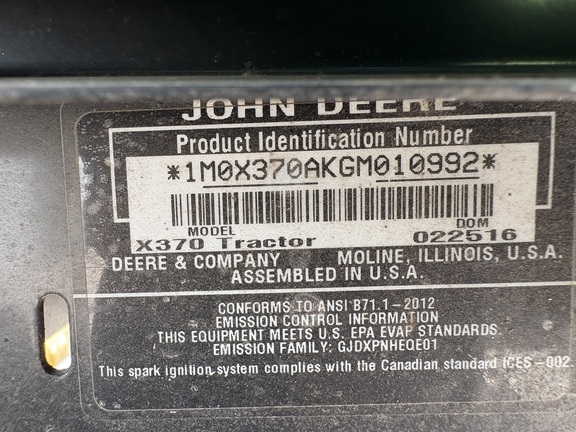 JOHN DEERE
Product Identification Number
*1M0X370AKGM010992*
MODEL DOM
X370 Tractor 022516
DEERE & COMPANY MOLINE, ILLINOIS, U.S.A.
ASSEMBLED IN U.S.A.
CONFORMS TO ANSI B71.1-2012
EMISSION CONTROL INFORMATION
THIS EQUIPMENT MEETS U.S. EPA EVAP STANDARDS.
EMISSION FAMILY: GJDXPNHEQE01
This spark ignition system complies with the Canadian standard ICES-002.